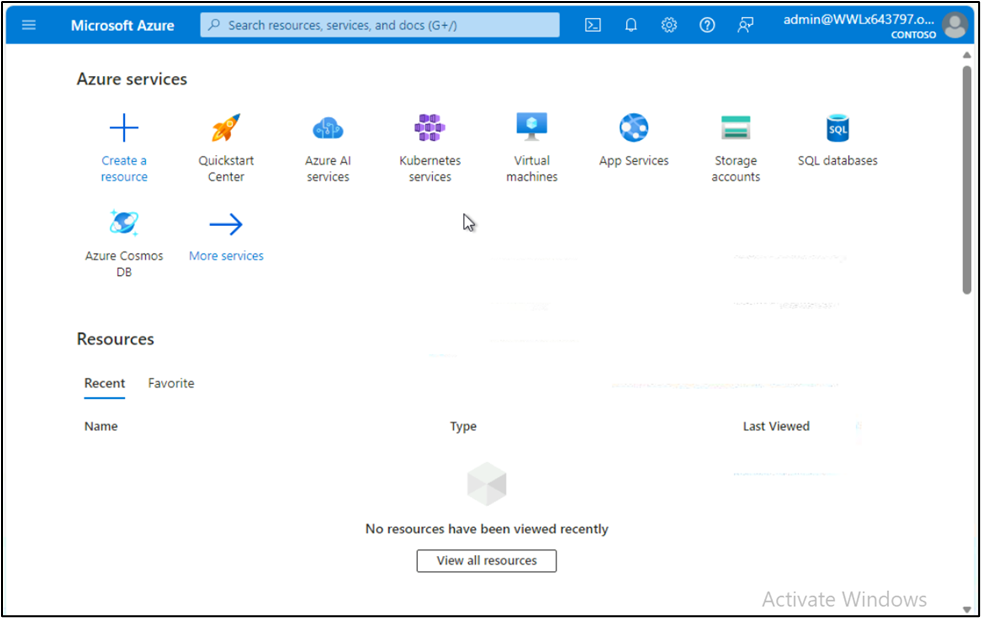 Microsoft Azure
Search resources, services, and docs (G+/)
admin@WWLx643797.o...
CONTOSO
Azure services
Create a resource
Quickstart Center
Azure AI services
Kubernetes services
Virtual machines
App Services
Storage accounts
SQL
SQL databases
Azure Cosmos DB
More services
Resources
Recent
Favorite
Name
Type
Last Viewed
No resources have been viewed recently
View all resources
Activate Windows